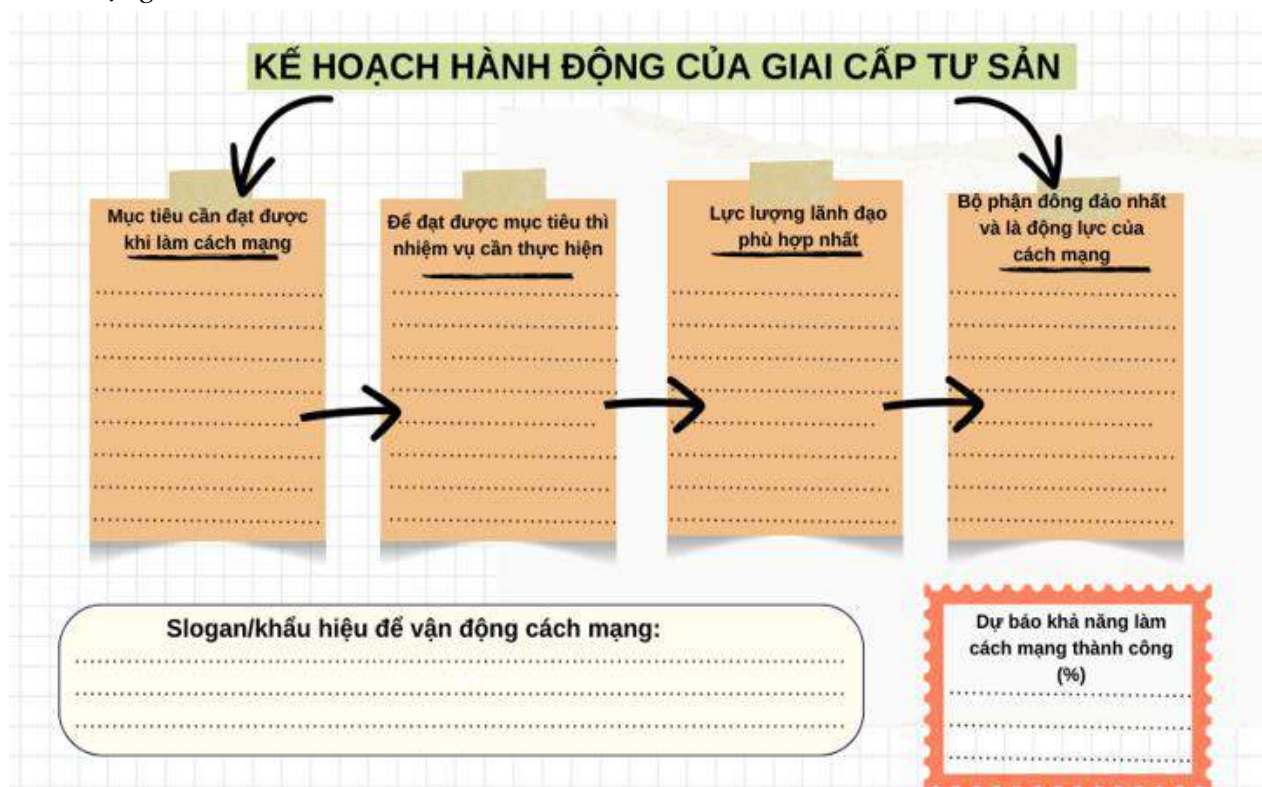 KẾ HOẠCH HÀNH ĐỘNG CỦA GIAI CẤP TƯ SẢN
Mục tiêu cần đạt được
khi làm cách mạng
Để đạt được mục tiêu thì
nhiệm vụ cần thực hiện
Lực lượng lãnh đạo
phù hợp nhất
Bộ phận đông đảo nhất
và là động lực của
cách mạng
Slogan/khẩu hiệu để vận động cách mạng:
Dự báo khả năng làm
cách mạng thành công
(%)